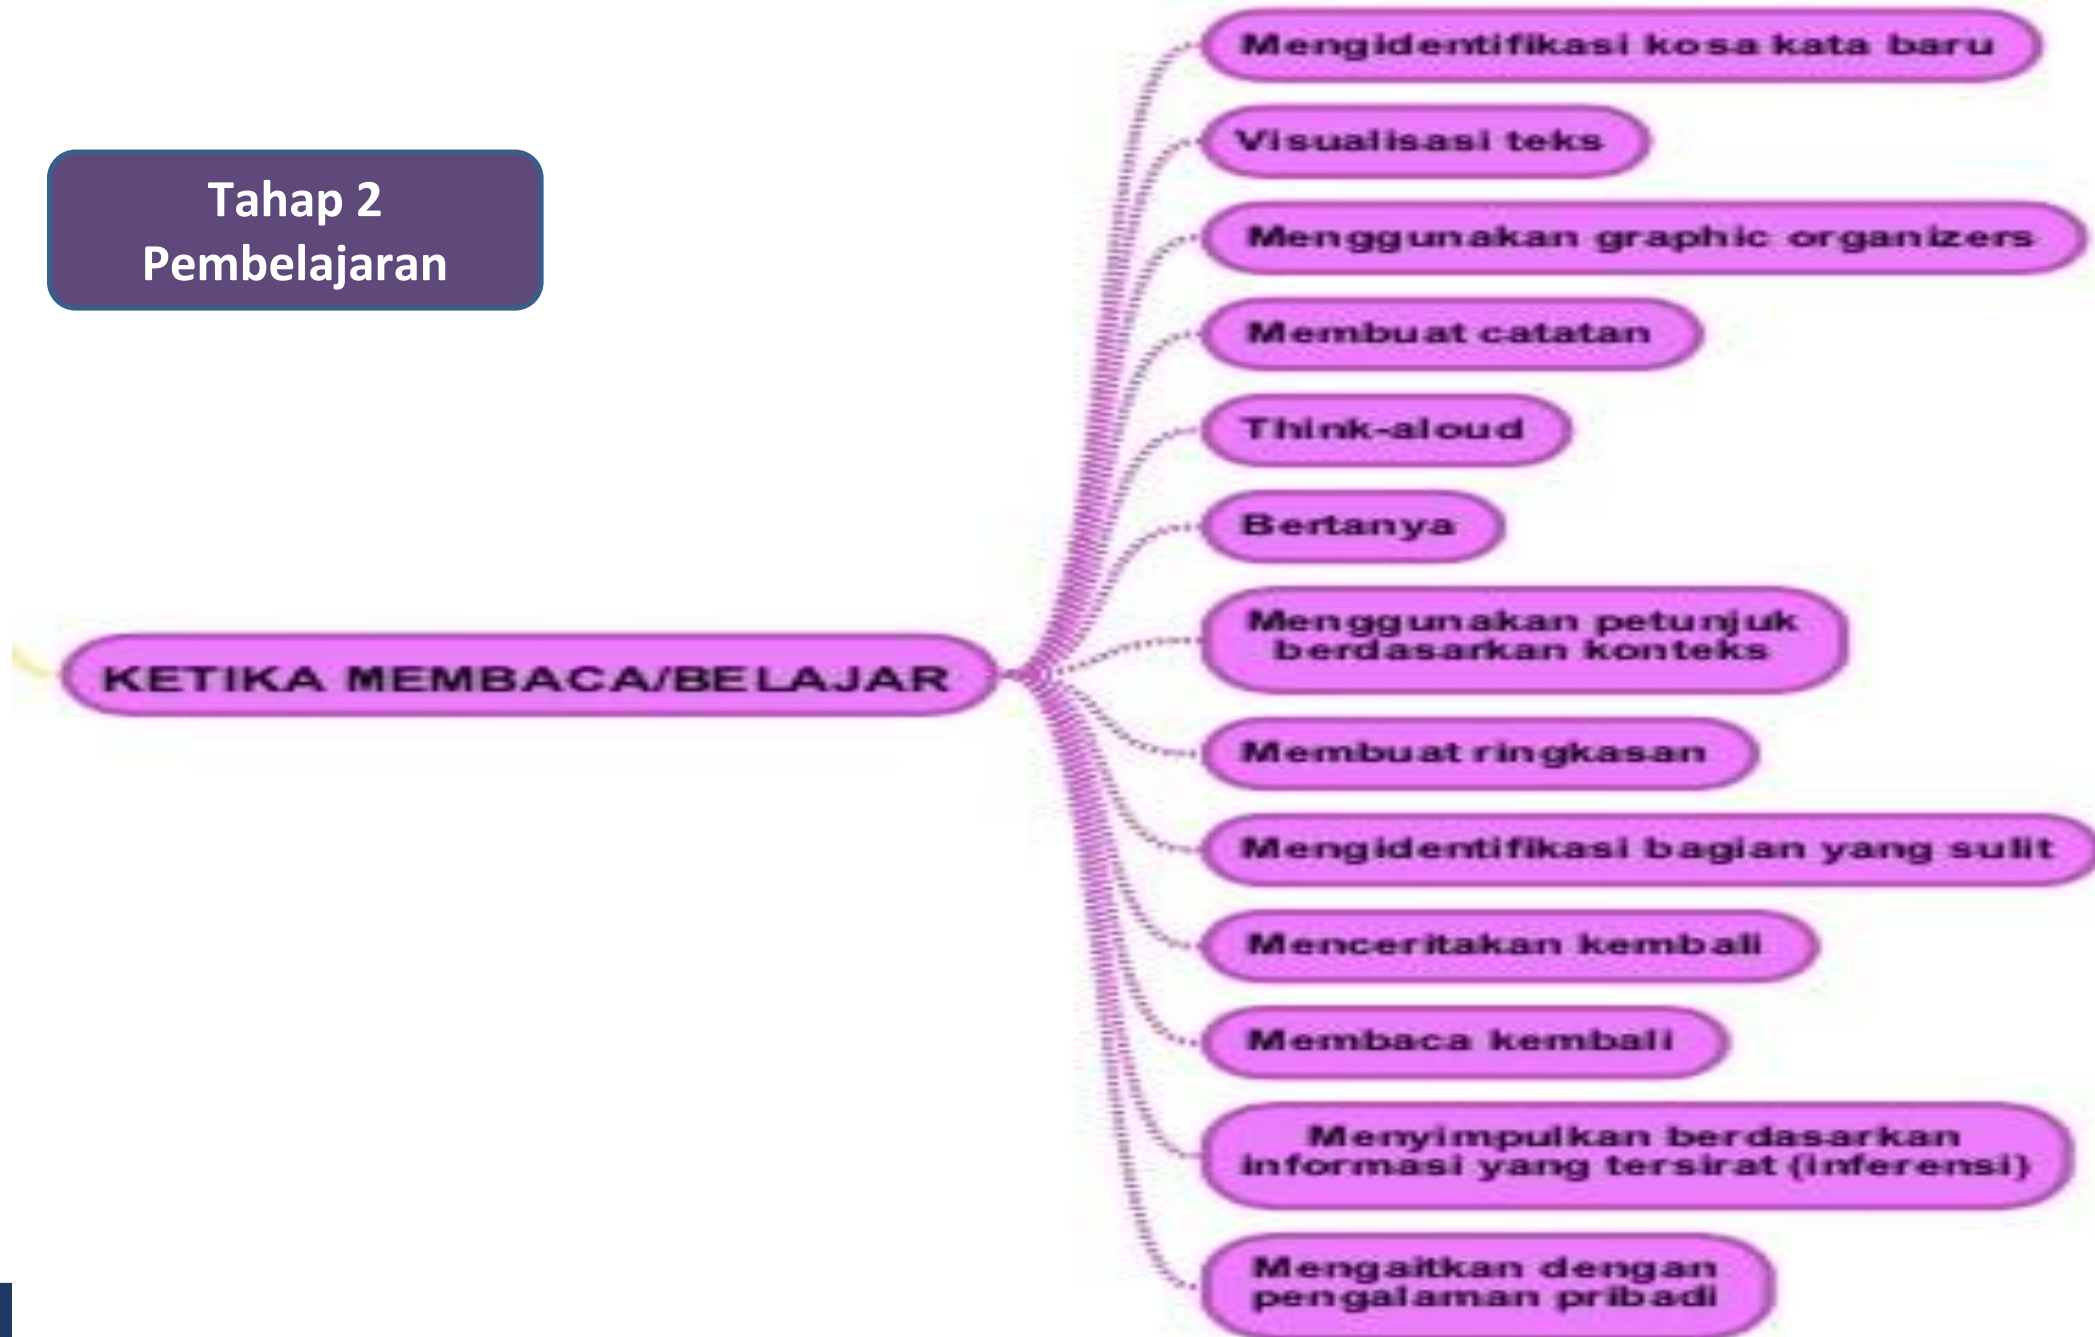 Tahap 2
Pembelajaran
KETIKA MEMBACA/BELAJAR
Mengidentifikasi kosa kata baru
Visualisasi teks
Menggunakan graphic organizers
Membuat catatan
Think-aloud
Bertanya
Menggunakan petunjuk
berdasarkan konteks
Membuat ringkasan
Mengidentifikasi bagian yang sulit
Menceritakan kembali
Membaca kembali
Menyimpulkan berdasarkan
informasi yang tersirat (inferensi)
Mengaitkan dengan
pengalaman pribadi